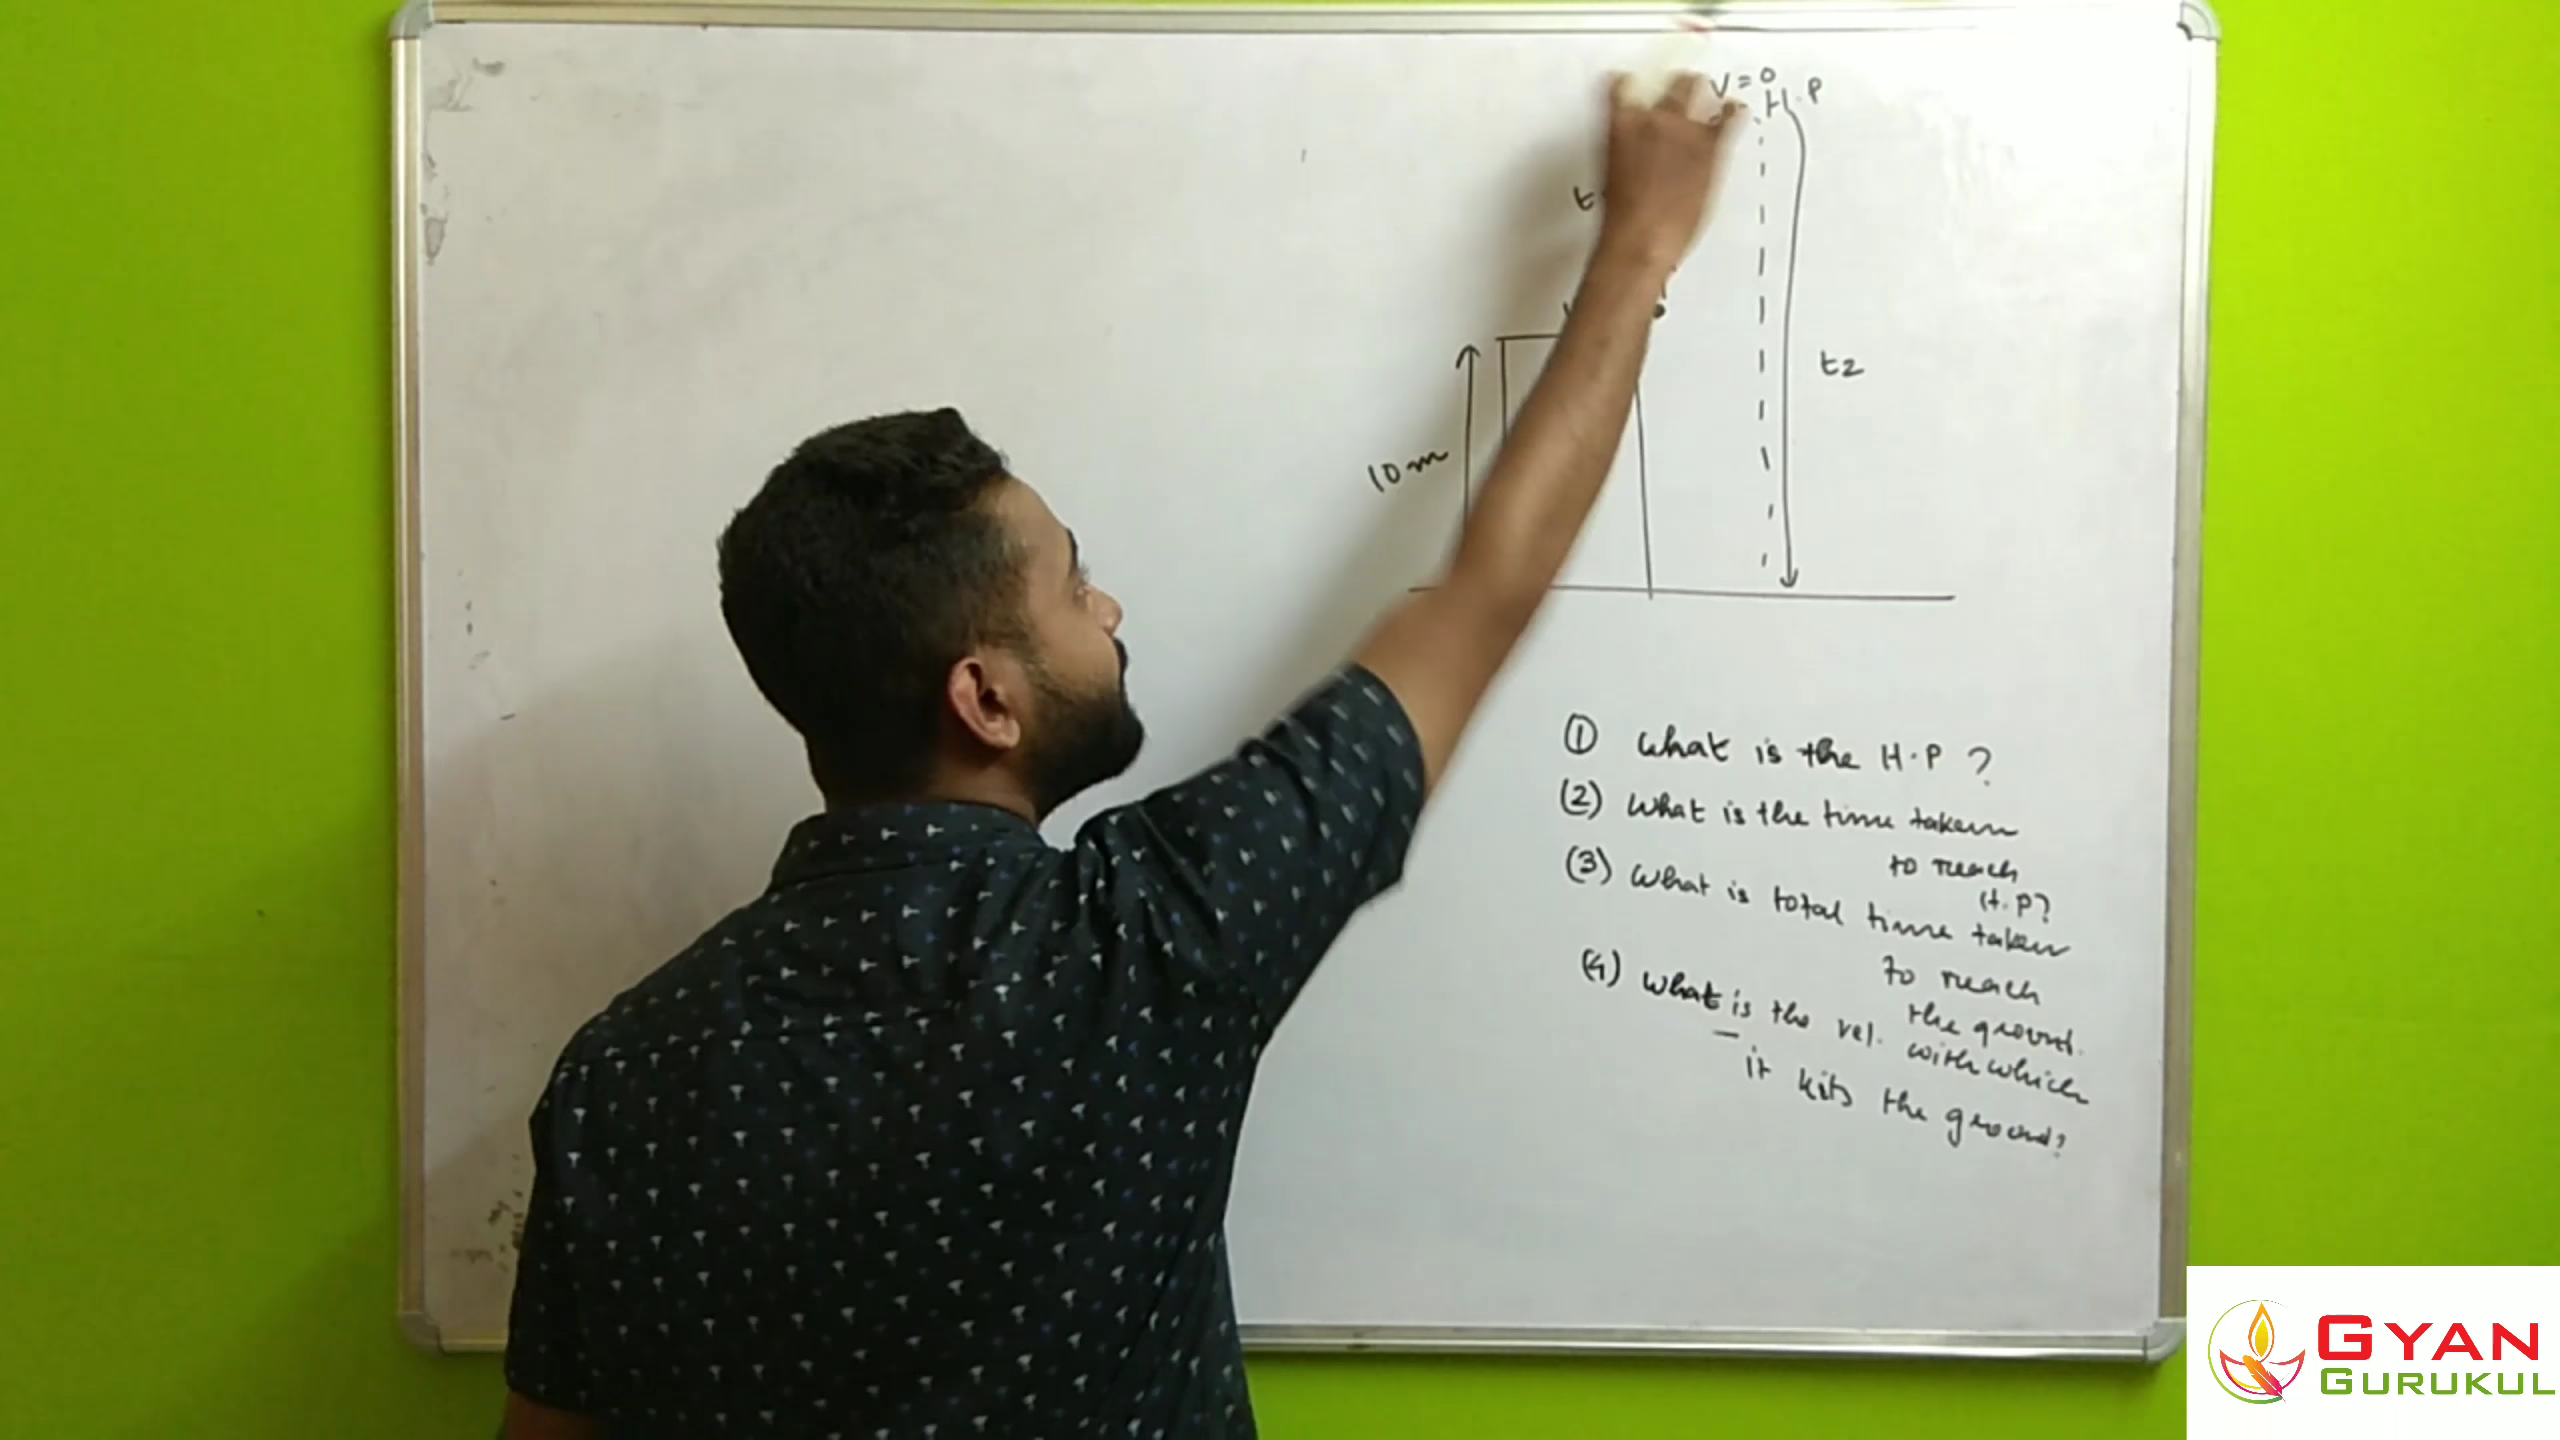 V = 0
H.P
t2
10m
① What is the H.P ?
(2) What is the time taken
to reach
H.P?
(3) What is total time taken
to reach
the ground.
(4) What is the vel. with which
it hits the ground?
GYAN
GURUKUL